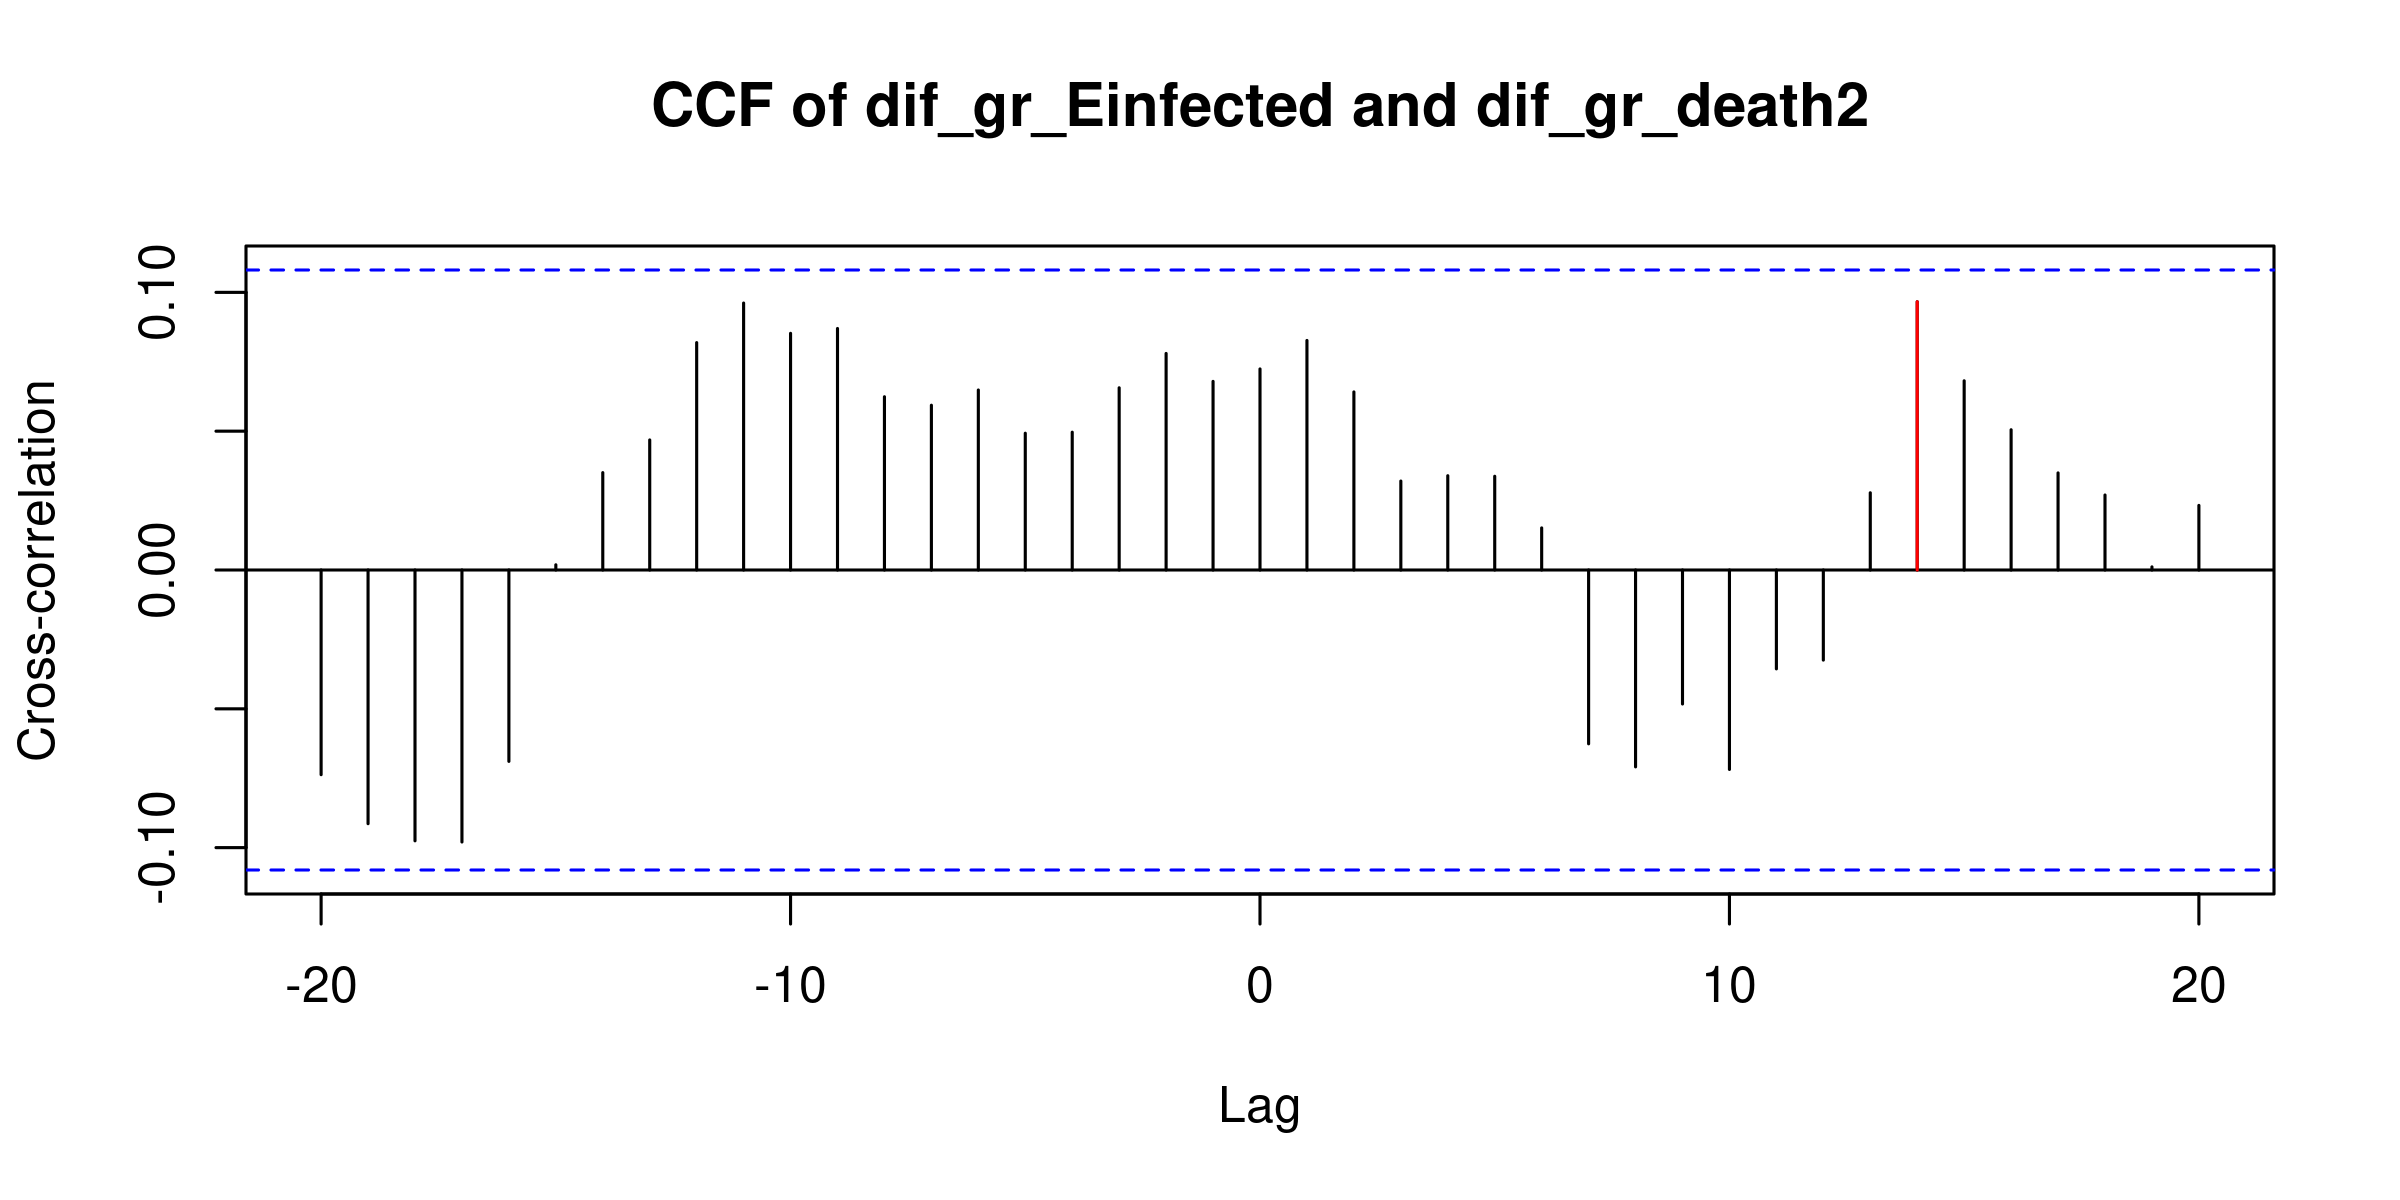 CCF of dif_gr_Einfected and dif_gr_death2
Cross-correlation
0.10
0.00
-0.10
-20 -10 0 10 20
Lag